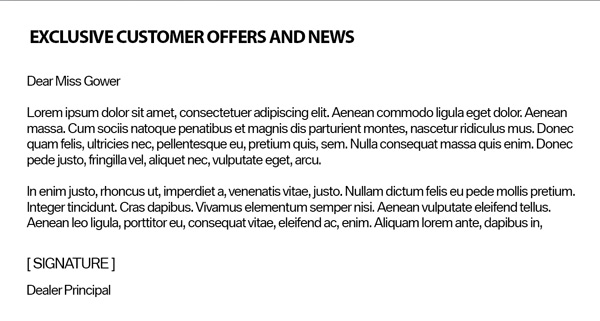 EXCLUSIVE CUSTOMER OFFERS AND NEWS
Dear Miss Gower
Lorem ipsum dolor sit amet, consectetuer adipiscing elit. Aenean commodo ligula eget dolor. Aenean
massa. Cum sociis natoque penatibus et magnis dis parturient montes, nascetur ridiculus mus. Donec
quam felis, ultricies nec, pellentesque eu, pretium quis, sem. Nulla consequat massa quis enim. Donec
pede justo, fringilla vel, aliquet nec, vulputate eget, arcu.
In enim justo, rhoncus ut, imperdiet a, venenatis vitae, justo. Nullam dictum felis eu pede mollis pretium.
Integer tincidunt. Cras dapibus. Vivamus elementum semper nisi. Aenean vulputate eleifend tellus.
Aenean leo ligula, porttitor eu, consequat vitae, eleifend ac, enim. Aliquam lorem ante, dapibus in,
[ SIGNATURE ]
Dealer Principal